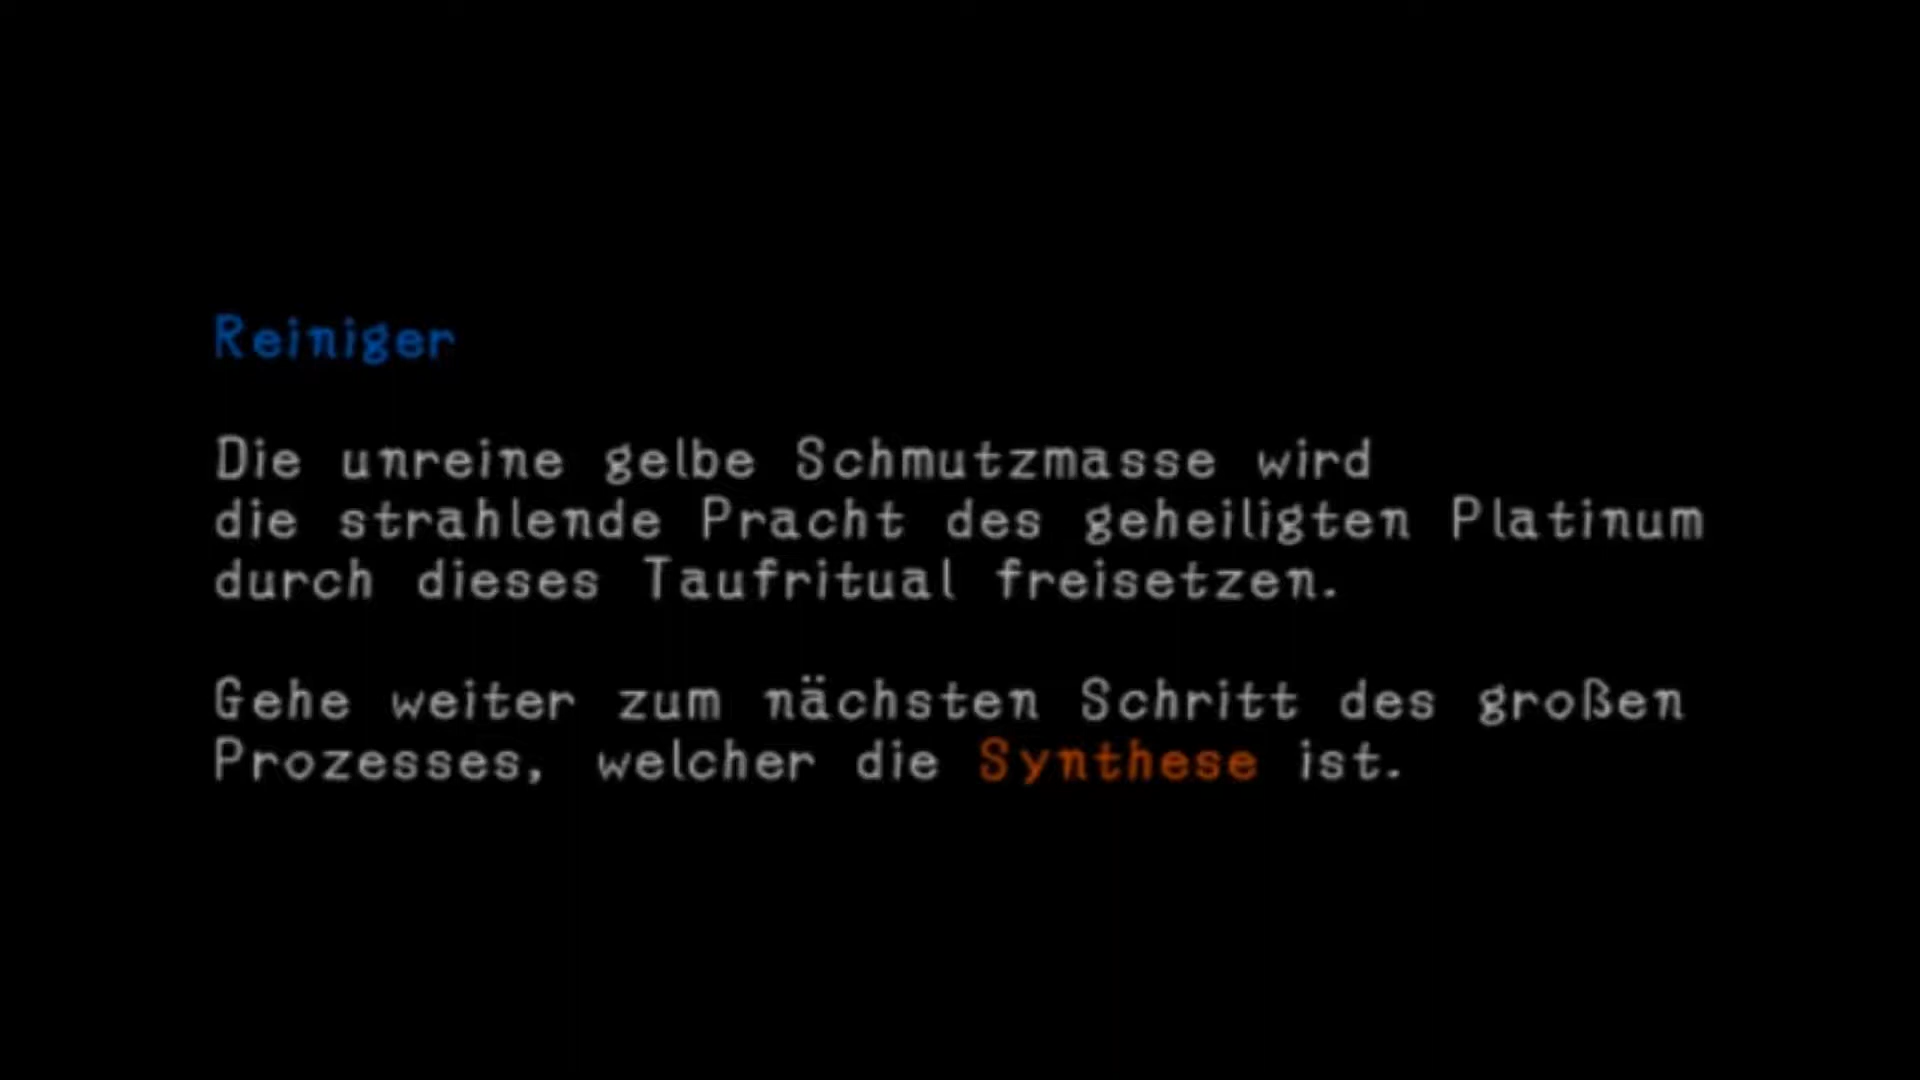 Reiniger
Die unreine gelbe Schmutzmasse wird
die strahlende Pracht des geheiligten Platinum
durch dieses Taufritual freisetzen.
Gehe weiter zum nächsten Schritt des großen
Prozesses, welcher die Synthese ist.